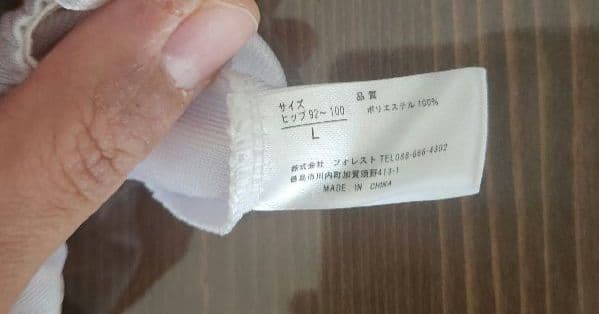 サイズ
ヒップ92～100
L
品質
ポリエステル100%
株式会社 フォレスト TEL088-666-4302
徳島市川内町加賀須野413-1
MADE IN CHINA